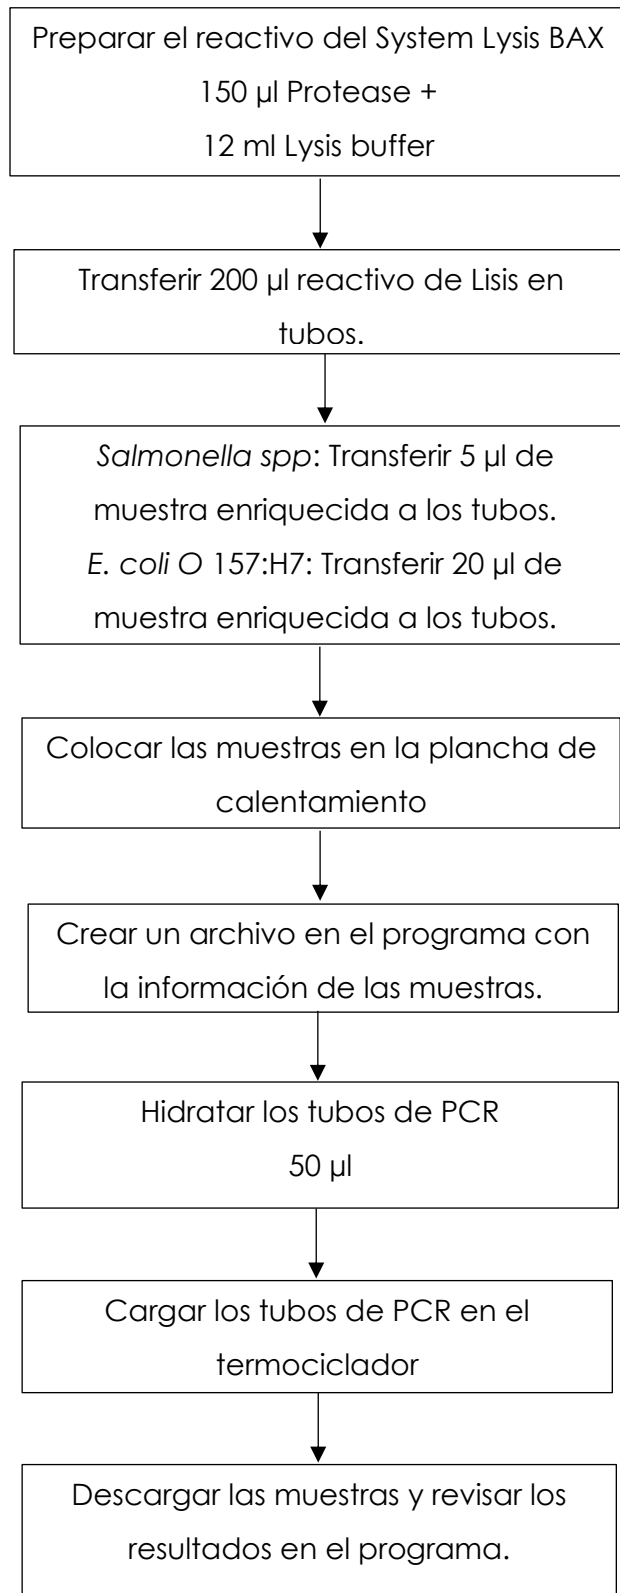 Preparar el reactivo del System Lysis BAX
150 µl Protease +
12 ml Lysis buffer
Transferir 200 µl reactivo de Lisis en
tubos.
Salmonella spp: Transferir 5 µl de
muestra enriquecida a los tubos.
E. coli O 157:H7: Transferir 20 µl de
muestra enriquecida a los tubos.
Colocar las muestras en la plancha de
calentamiento
Crear un archivo en el programa con
la información de las muestras.
Hidratar los tubos de PCR
50 µl
Cargar los tubos de PCR en el
termociclador
Descargar las muestras y revisar los
resultados en el programa.